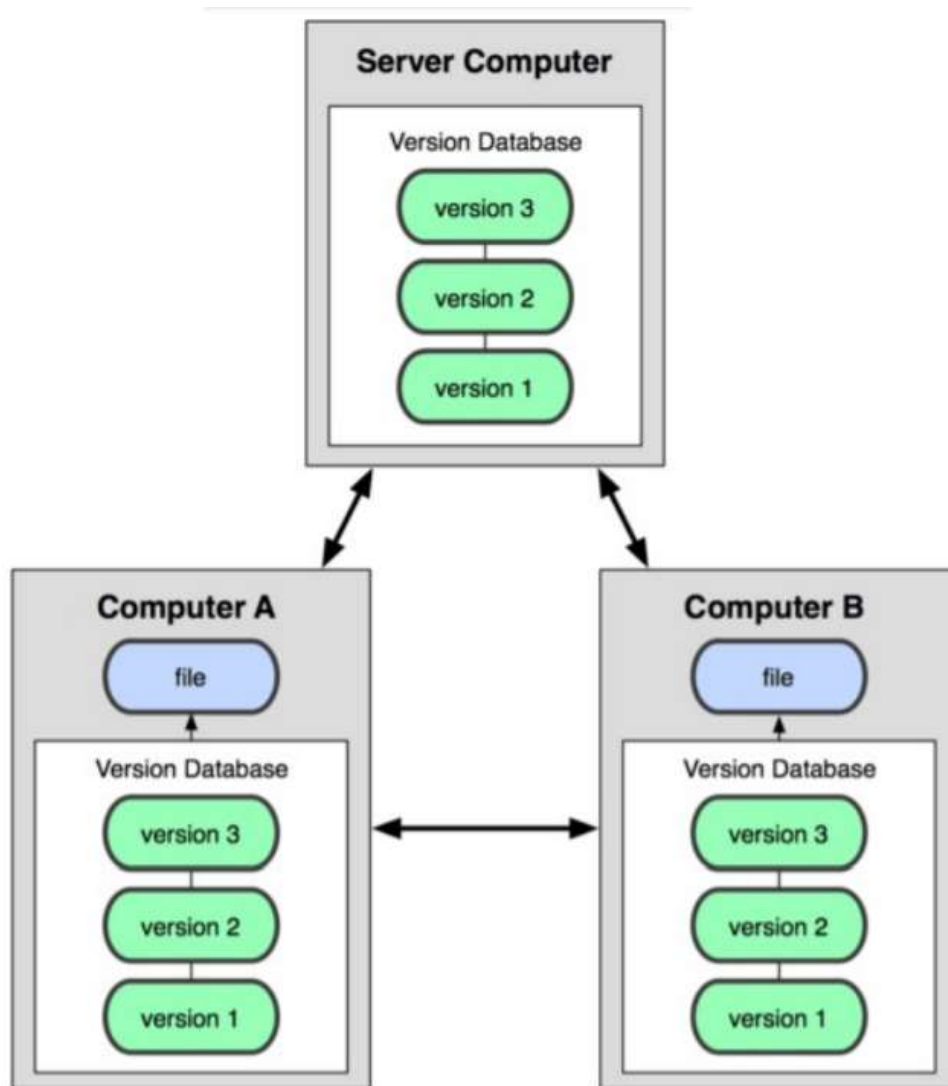 Server Computer
Version Database
version 3
version 2
version 1
Computer A
file
Version Database
version 3
version 2
version 1
Computer B
file
Version Database
version 3
version 2
version 1